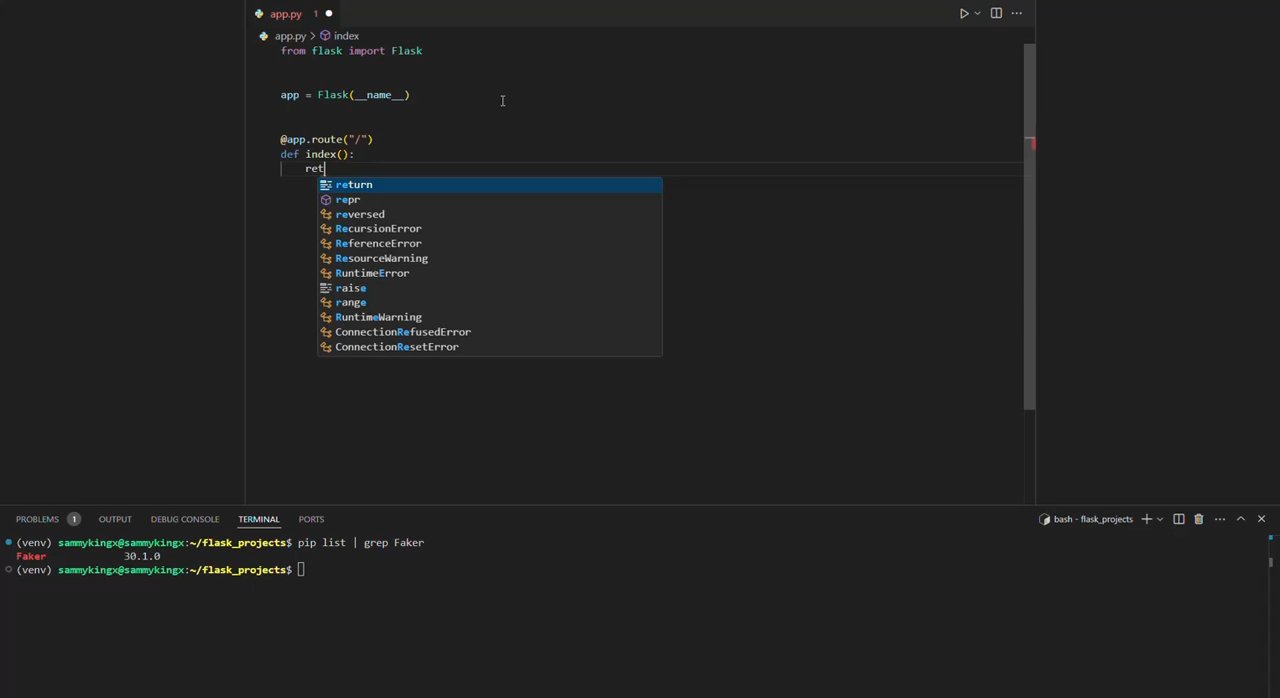 app.py 1
app.py > index
from flask import Flask
app = Flask(__name__)
@app.route("/")
def index():
ret
return
repr
reversed
RecursionError
ReferenceError
ResourceWarning
RuntimeError
raise
range
RuntimeWarning
ConnectionRefusedError
ConnectionResetError
PROBLEMS 1 OUTPUT DEBUG CONSOLE TERMINAL PORTS bash - flask_projects
(venv) sammykingx@sammykingx:~/flask_projects$ pip list | grep Faker
Faker 30.1.0
(venv) sammykingx@sammykingx:~/flask_projects$